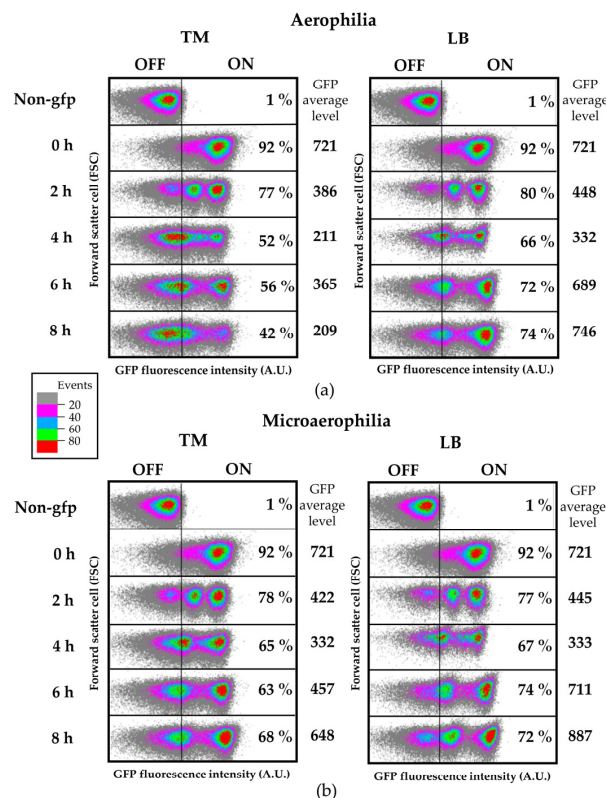 Aerophilia
TM LB
OFF ON OFF ON
Non-gfp 1 % GFP average level 1 % GFP average level
0 h 92 % 721 92 % 721
2 h 77 % 386 80 % 448
4 h 52 % 211 66 % 332
6 h 56 % 365 72 % 689
8 h 42 % 209 74 % 746
Forward scatter cell (FSC) Forward scatter cell (FSC)
GFP fluorescence intensity (A.U.) GFP fluorescence intensity (A.U.)
(a)
Events
20
40
60
80
Microaerophilia
TM LB
OFF ON OFF ON
Non-gfp 1 % GFP average level 1 % GFP average level
0 h 92 % 721 92 % 721
2 h 78 % 422 77 % 445
4 h 65 % 332 67 % 333
6 h 63 % 457 74 % 711
8 h 68 % 648 72 % 887
Forward scatter cell (FSC) Forward scatter cell (FSC)
GFP fluorescence intensity (A.U.) GFP fluorescence intensity (A.U.)
(b)